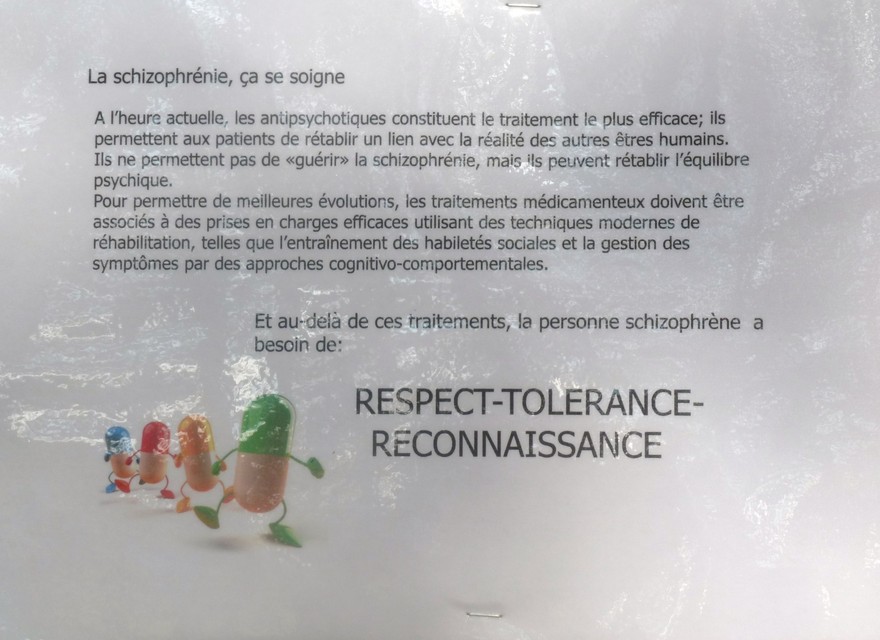 La schizophrénie, ça se soigne
A l'heure actuelle, les antipsychotiques constituent le traitement le plus efficace; ils
permettent aux patients de rétablir un lien avec la réalité des autres êtres humains.
Ils ne permettent pas de «guérir» la schizophrénie, mais ils peuvent rétablir l'équilibre
psychique.
Pour permettre de meilleures évolutions, les traitements médicamenteux doivent être
associés à des prises en charges efficaces utilisant des techniques modernes de
réhabilitation, telles que l'entraînement des habiletés sociales et la gestion des
symptômes par des approches cognitivo-comportementales.
Et au-delà de ces traitements, la personne schizophrène a
besoin de:
RESPECT-TOLERANCE-
RECONNAISSANCE